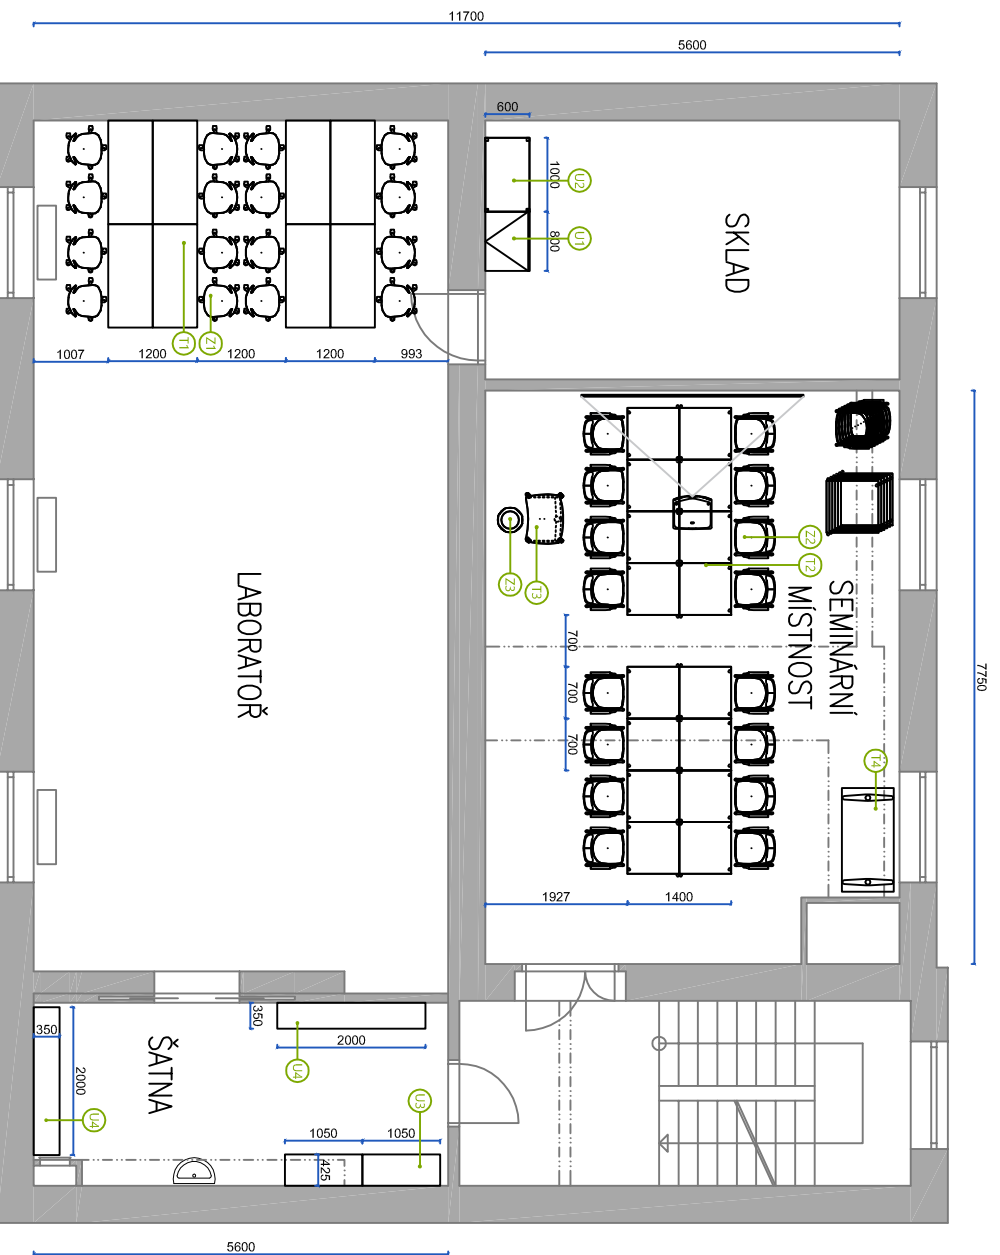 11700
5600
600
1000
U2
800
U1
SKLAD
T1
Z1
1007
1200
1200
1200
993
Z2
T2
Z3
T3
SEMINÁRNÍ
MÍSTNOST
700
700
700
7750
LABORATOŘ
T4
1927
1400
350
350
2000
U4
2000
ŠATNA
U4
U3
1050
1050
425
5600